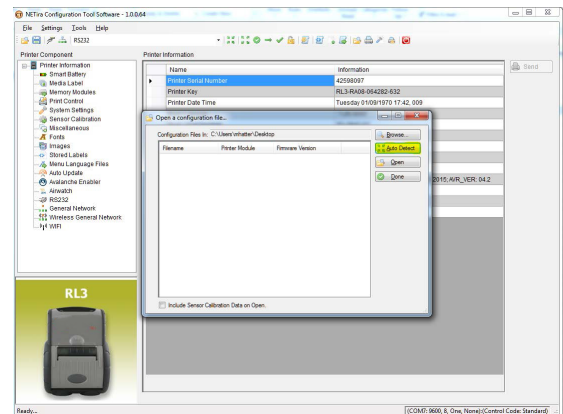 NETira Configuration Tool Software - 1.0.0.64
File Settings Tools Help
RS232
Printer Component
Printer Information
Smart Battery
Media Label
Memory Modules
Print Control
System Settings
Sensor Calibration
Miscellaneous
Fonts
Images
Stored Labels
Menu Language Files
Auto Update
Avalanche Enabler
Airwatch
RS232
General Network
Wireless General Network
WIFI
RL3
Printer Information
Name Information
Printer Serial Number 42598097
Printer Key RL3-RA08-064282-632
Printer Date Time Tuesday 01/09/1970 17:42, 009
2015; AVR_VER: 04.2
Send
Open a configuration file...
Configuration Files In: C:\Users\mhatter\Desktop
Filename Printer Module Firmware Version
Browse...
Auto Detect
Open
Done
Include Sensor Calibration Data on Open.
Ready...
(COM7: 9600, 8, One, None):(Control Code: Standard)